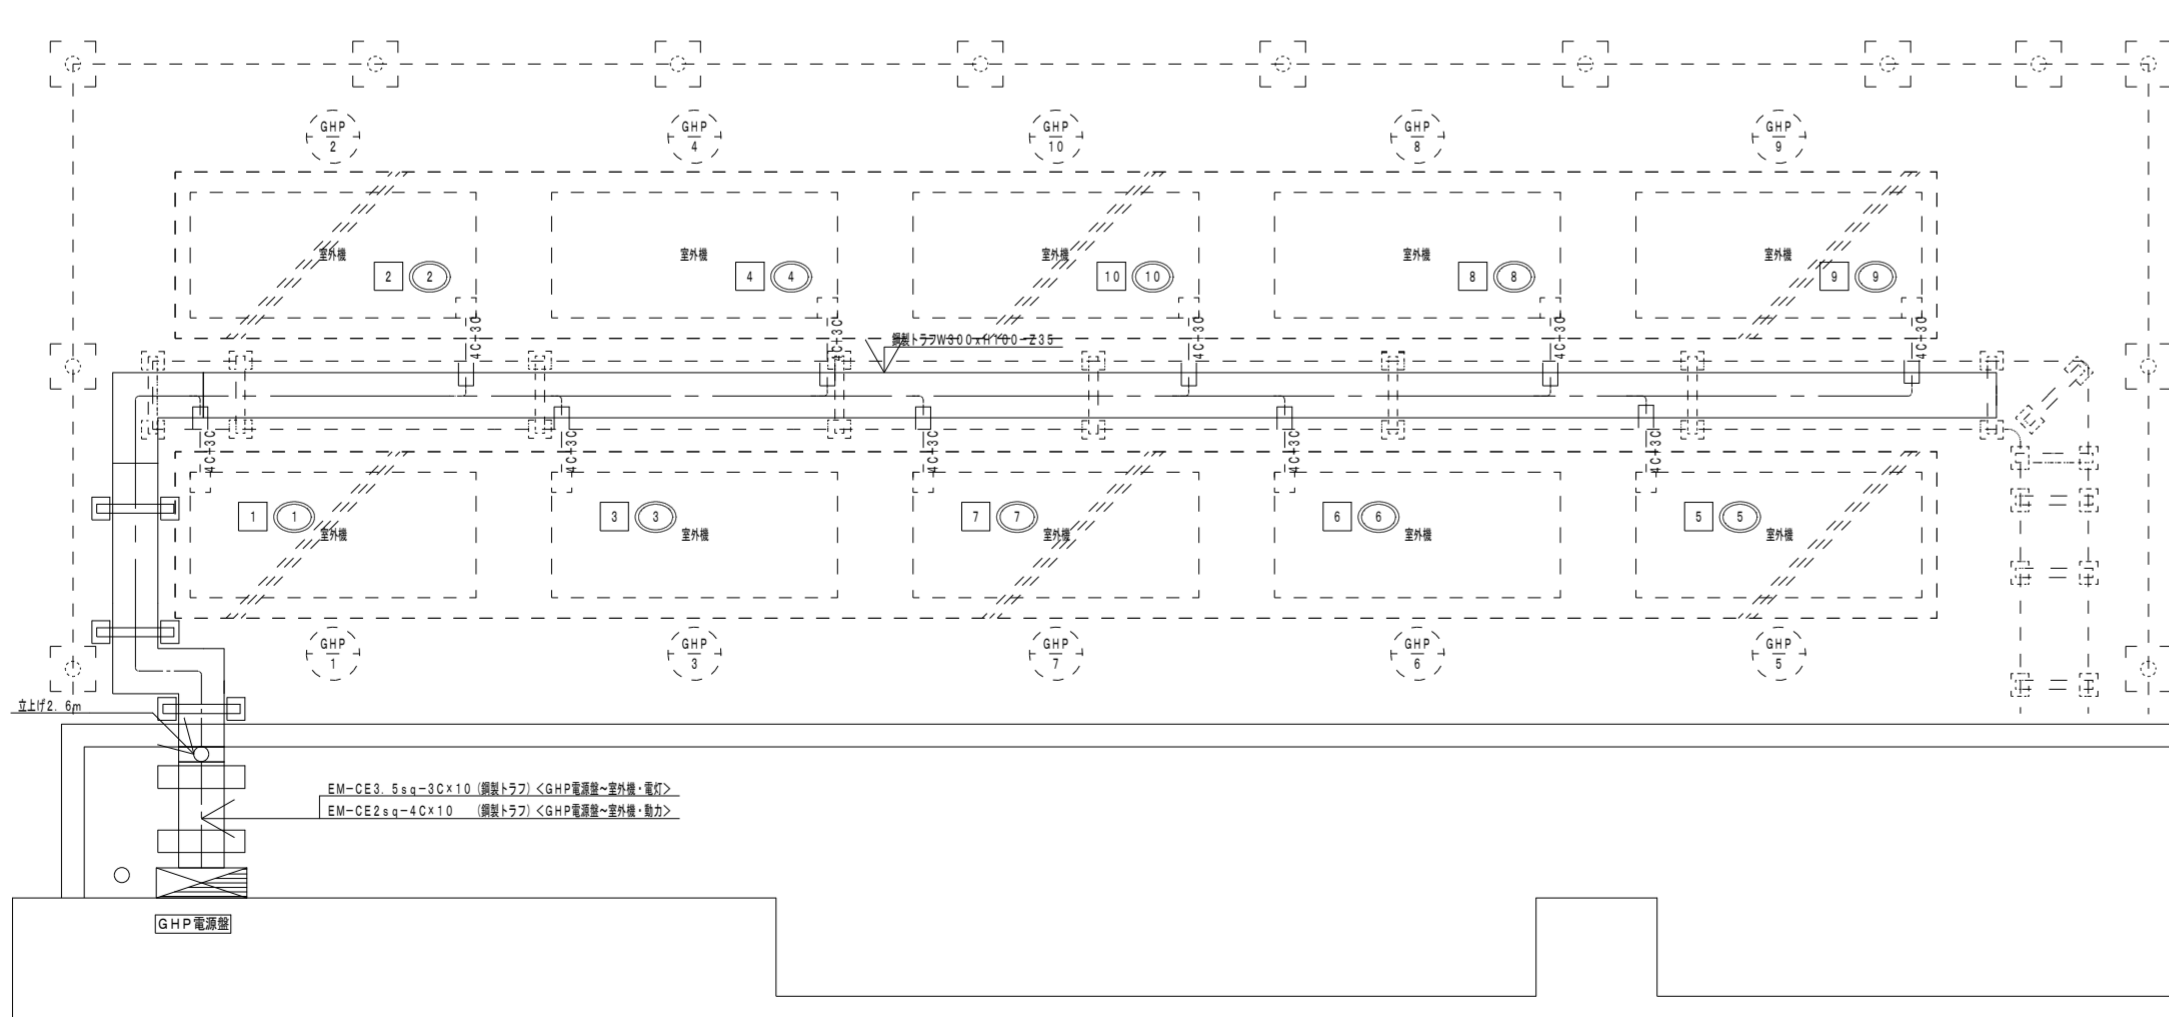 GHP
2
GHP
4
GHP
10
GHP
8
GHP
9
室外機
室外機
室外機
室外機
室外機
2 2
4 4
10 10
8 8
9 9
4C+3C
4C+3C
4C+3C
4C+3C
4C+3C
鋼製トラフW300xH100-Z35
4C+3C
4C+3C
4C+3C
4C+3C
4C+3C
1 1
3 3
7 7
6 6
5 5
室外機
室外機
室外機
室外機
室外機
GHP
1
GHP
3
GHP
7
GHP
6
GHP
5
立上げ2.6m
EM-CE3.5sq-3C×10(鋼製トラフ)<GHP電源盤~室外機・電灯>
EM-CE2sq-4C×10 (鋼製トラフ)<GHP電源盤~室外機・動力>
GHP電源盤